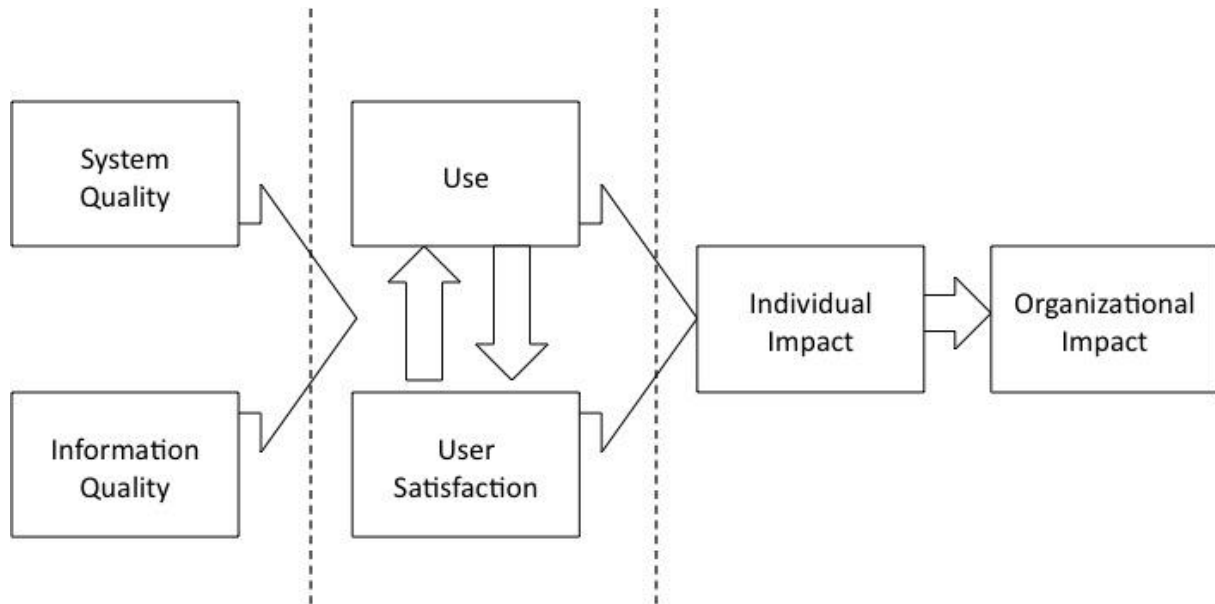 System
Quality
Use
Information
Quality
User
Satisfaction
Individual
Impact
Organizational
Impact